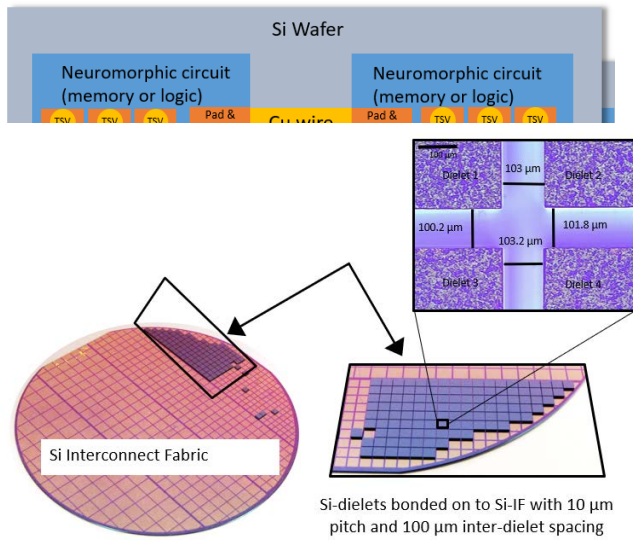 Si Wafer
Neuromorphic circuit
(memory or logic)
Neuromorphic circuit
(memory or logic)
TSV TSV TSV Pad & Cu wire Pad & TSV TSV TSV
100 μm
Dielet 1
103 μm
Dielet 2
100.2 μm
103.2 μm
101.8 μm
Dielet 3
Dielet 4
Si Interconnect Fabric
Si-dielets bonded on to Si-IF with 10 μm
pitch and 100 μm inter-dielet spacing